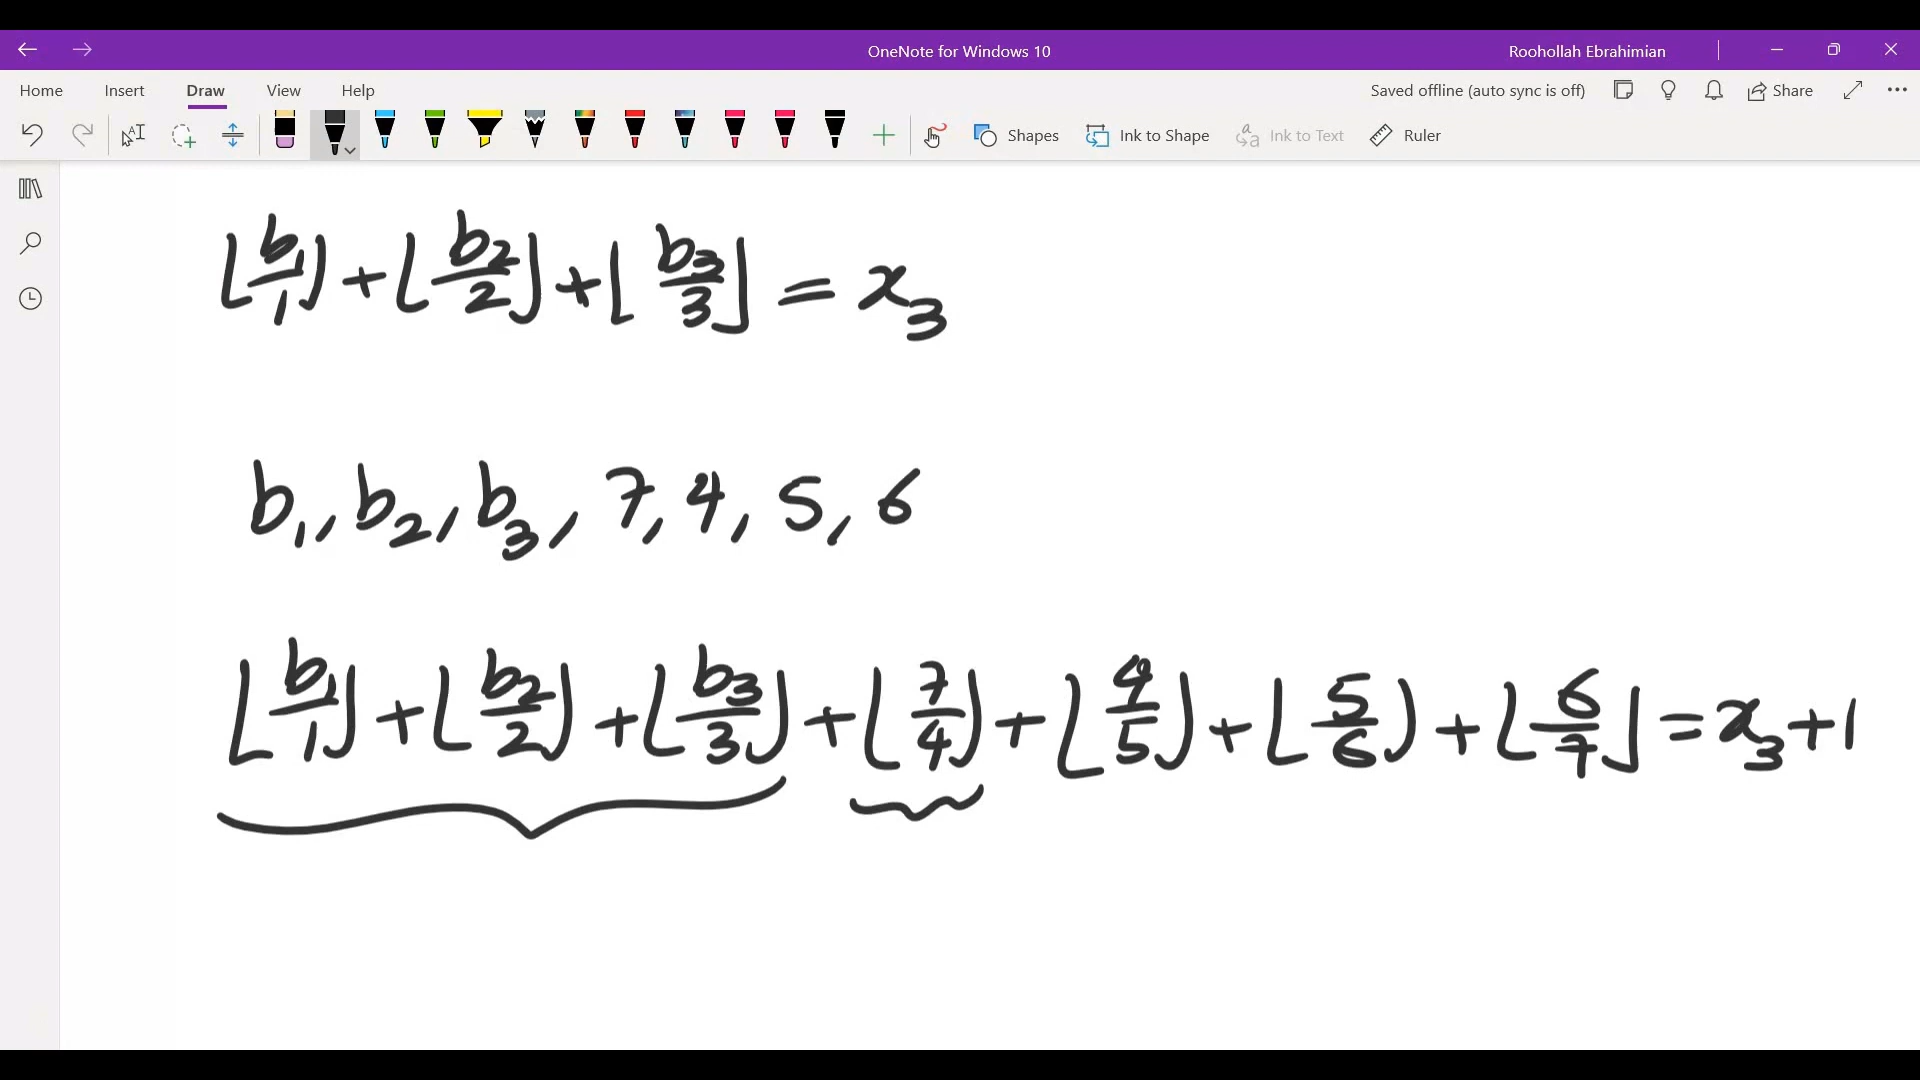 OneNote for Windows 10 Roohollah Ebrahimian
Home Insert Draw View Help Saved offline (auto sync is off) Share
Shapes Ink to Shape Ink to Text Ruler
⌊b₁/1⌋ + ⌊b₂/2⌋ + ⌊b₃/3⌋ = x₃
b₁, b₂, b₃, 7, 4, 5, 6
⌊b₁/1⌋ + ⌊b₂/2⌋ + ⌊b₃/3⌋ + ⌊7/4⌋ + ⌊4/5⌋ + ⌊5/6⌋ + ⌊6/7⌋ = x₃ + 1